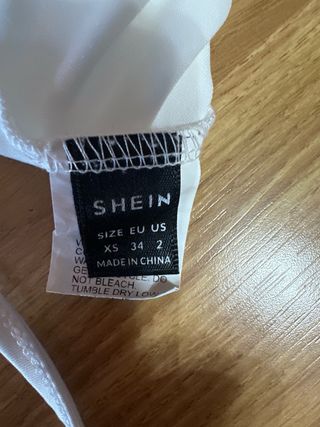 SHEIN
SIZE EU US
XS 34 2
MADE IN CHINA
NOT BLEACH.
TUMBLE DRY LOW